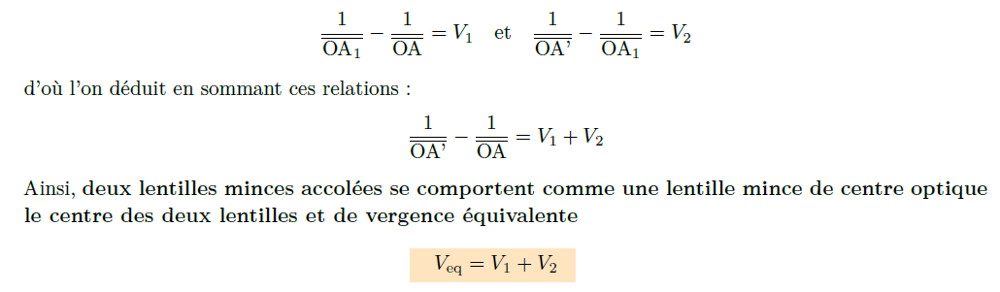 $\frac{1}{\overline{\mathrm{OA}_1}} - \frac{1}{\overline{\mathrm{OA}}} = V_1$ et $\frac{1}{\overline{\mathrm{OA'}}} - \frac{1}{\overline{\mathrm{OA}_1}} = V_2$
d'où l'on déduit en sommant ces relations :
$\frac{1}{\overline{\mathrm{OA'}}} - \frac{1}{\overline{\mathrm{OA}}} = V_1 + V_2$
Ainsi, deux lentilles minces accolées se comportent comme une lentille mince de centre optique
le centre des deux lentilles et de vergence équivalente
$V_{\mathrm{eq}} = V_1 + V_2$